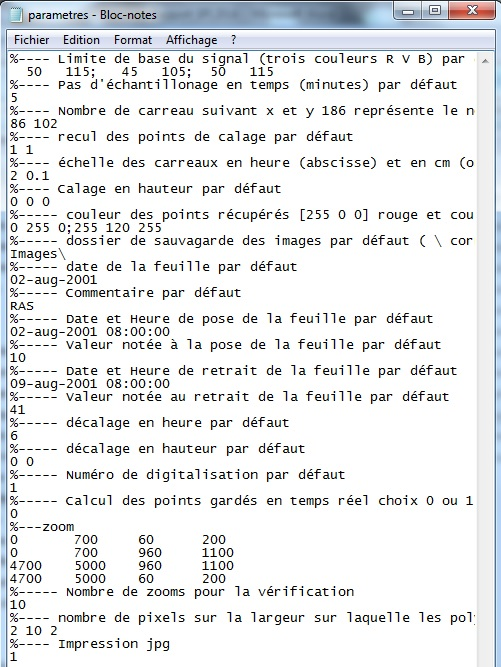 parametres - Bloc-notes
Fichier Edition Format Affichage ?
%---- Limite de base du signal (trois couleurs R V B) par
50 115; 45 105; 50 115
%---- Pas d'échantillonage en temps (minutes) par défaut
5
%---- Nombre de carreau suivant x et y 186 représente le n
86 102
%---- recul des points de calage par défaut
1 1
%---- échelle des carreaux en heure (abscisse) et en cm (o
2 0.1
%---- Calage en hauteur par défaut
0 0 0
%----- couleur des points récupérés [255 0 0] rouge et cou
0 255 0;255 120 255
%----- dossier de sauvagarde des images par défaut ( \ cor
Images\
%----- date de la feuille par défaut
02-aug-2001
%----- Commentaire par défaut
RAS
%----- Date et Heure de pose de la feuille par défaut
02-aug-2001 08:00:00
%----- Valeur notée à la pose de la feuille par défaut
10
%----- Date et Heure de retrait de la feuille par défaut
09-aug-2001 08:00:00
%----- Valeur notée au retrait de la feuille par défaut
41
%----- décalage en heure par défaut
6
%----- décalage en hauteur par défaut
0 0
%----- Numéro de digitalisation par défaut
1
%----- Calcul des points gardés en temps réel choix 0 ou 1
0
%---zoom
0 700 60 200
0 700 960 1100
4700 5000 960 1100
4700 5000 60 200
%----- Nombre de zooms pour la vérification
10
%---- nombre de pixels sur la largeur sur laquelle les pol
2 10 2
%---- Impression jpg
1